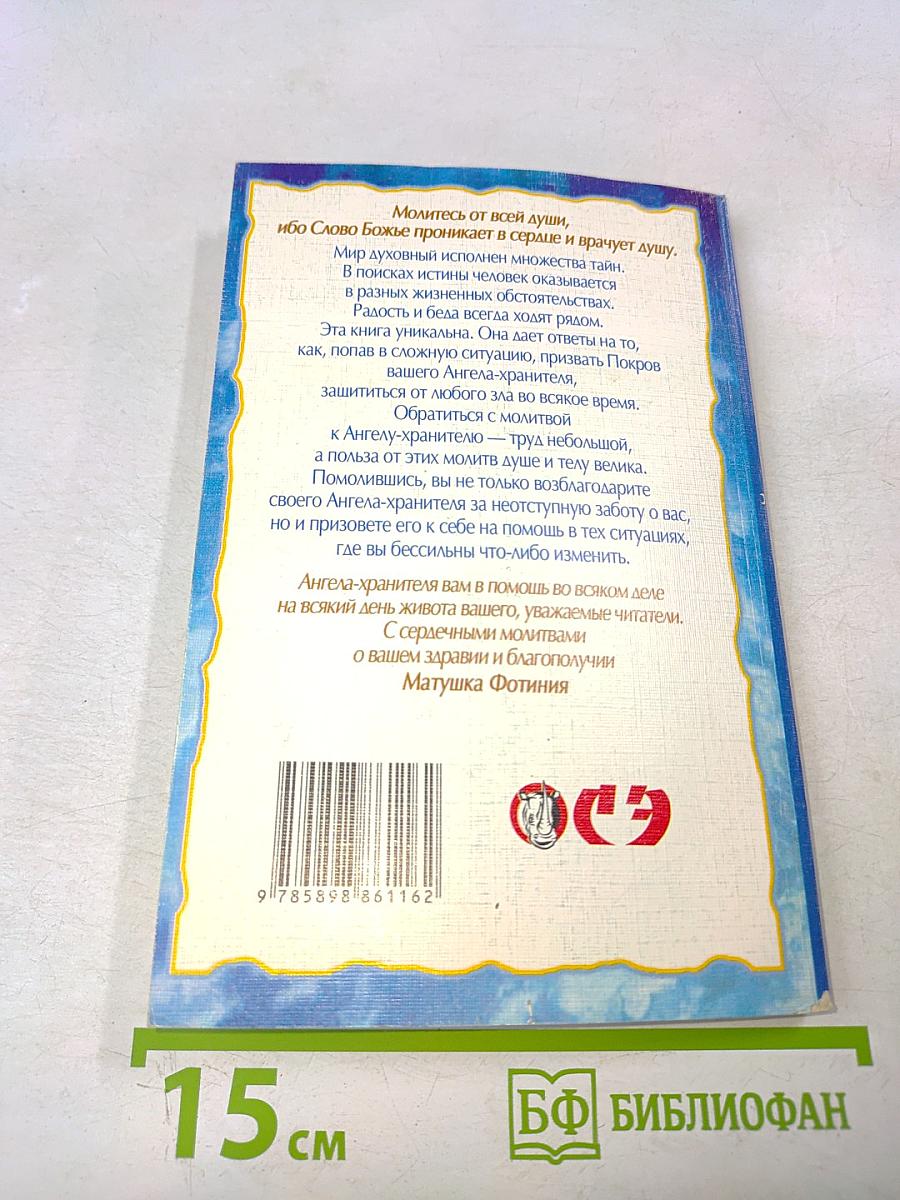 Молитесь от всей души,
ибо Слово Божье проникает в сердце и врачует душу.
Мир духовный исполнен множества тайн.
В поисках истины человек оказывается
в разных жизненных обстоятельствах.
Радость и беда всегда ходят рядом.
Эта книга уникальна. Она дает ответы на то,
как, попав в сложную ситуацию, призвать Покров
вашего Ангела-хранителя,
защититься от любого зла во всякое время.
Обратиться с молитвой
к Ангелу-хранителю — труд небольшой,
а польза от этих молитв душе и телу велика.
Помолившись, вы не только возблагодарите
своего Ангела-хранителя за неотступную заботу о вас,
но и призовете его к себе на помощь в тех ситуациях,
где вы бессильны что-либо изменить.
Ангела-хранителя вам в помощь во всяком деле
на всякий день живота вашего, уважаемые читатели.
С сердечными молитвами
о вашем здравии и благополучии
Матушка Фотиния
ОСЭ
9 785898 861162
15 см
БФ БИБЛИОФАН